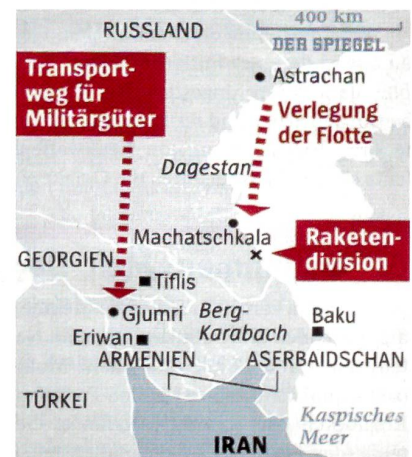 400 km
DER SPIEGEL
RUSSLAND
Transport-
weg für
Militärgüter
Astrachan
Verlegung
der Flotte
Dagestan
Machatschkala
Raketen-
division
GEORGIEN
Tiflis
Gjumri
Berg-
Karabach
Baku
Eriwan
ARMENIEN
ASERBAIDSCHAN
TÜRKEI
Kaspisches
Meer
IRAN